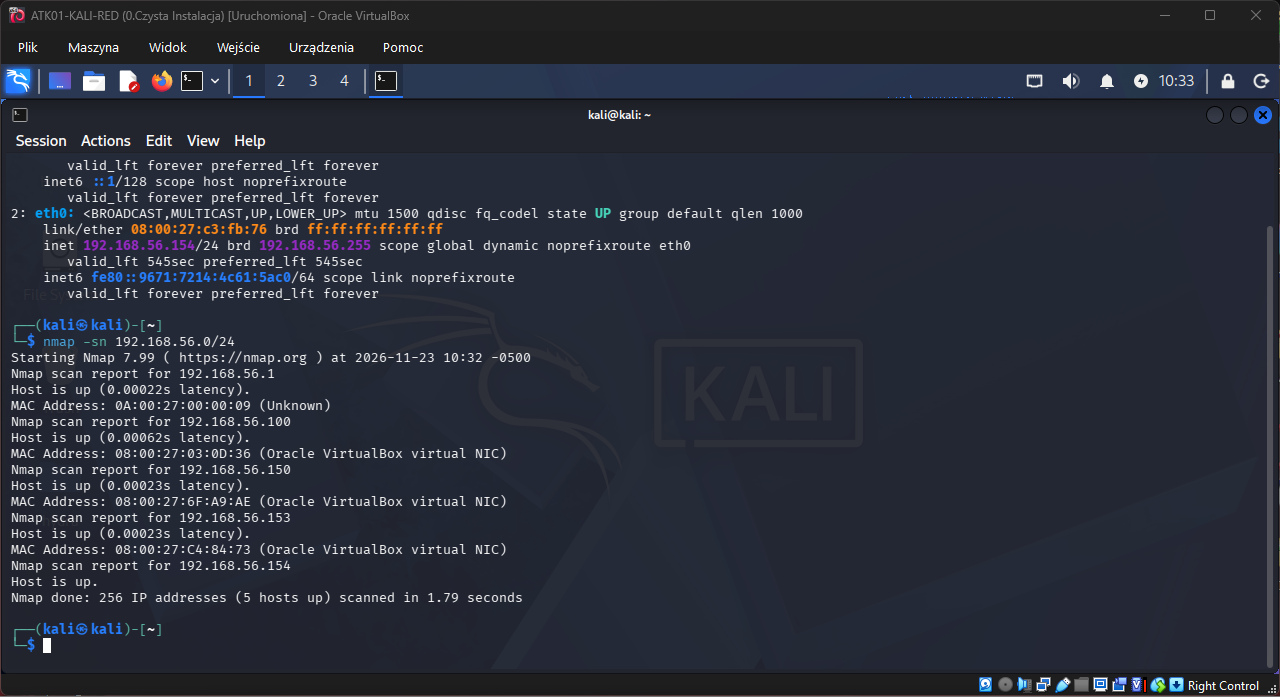 ATK01-KALI-RED (0.Czysta Instalacja) [Uruchomiona] - Oracle VirtualBox
Plik Maszyna Widok Wejście Urządzenia Pomoc
1 2 3 4 10:33
kali@kali: ~
Session Actions Edit View Help
valid_lft forever preferred_lft forever
inet6 ::1/128 scope host noprefixroute
valid_lft forever preferred_lft forever
2: eth0: <BROADCAST,MULTICAST,UP,LOWER_UP> mtu 1500 qdisc fq_codel state UP group default qlen 1000
link/ether 08:00:27:c3:fb:76 brd ff:ff:ff:ff:ff:ff
inet 192.168.56.154/24 brd 192.168.56.255 scope global dynamic noprefixroute eth0
valid_lft 545sec preferred_lft 545sec
inet6 fe80::9671:7214:4c61:5ac0/64 scope link noprefixroute
valid_lft forever preferred_lft forever
┌──(kali㉿kali)-[~]
└─$ nmap -sn 192.168.56.0/24
Starting Nmap 7.99 ( https://nmap.org ) at 2026-11-23 10:32 -0500
Nmap scan report for 192.168.56.1
Host is up (0.00022s latency).
MAC Address: 0A:00:27:00:00:09 (Unknown)
Nmap scan report for 192.168.56.100
Host is up (0.00062s latency).
MAC Address: 08:00:27:03:0D:36 (Oracle VirtualBox virtual NIC)
Nmap scan report for 192.168.56.150
Host is up (0.00023s latency).
MAC Address: 08:00:27:6F:A9:AE (Oracle VirtualBox virtual NIC)
Nmap scan report for 192.168.56.153
Host is up (0.00023s latency).
MAC Address: 08:00:27:C4:84:73 (Oracle VirtualBox virtual NIC)
Nmap scan report for 192.168.56.154
Host is up.
Nmap done: 256 IP addresses (5 hosts up) scanned in 1.79 seconds
┌──(kali㉿kali)-[~]
└─$
KALI
Right Control